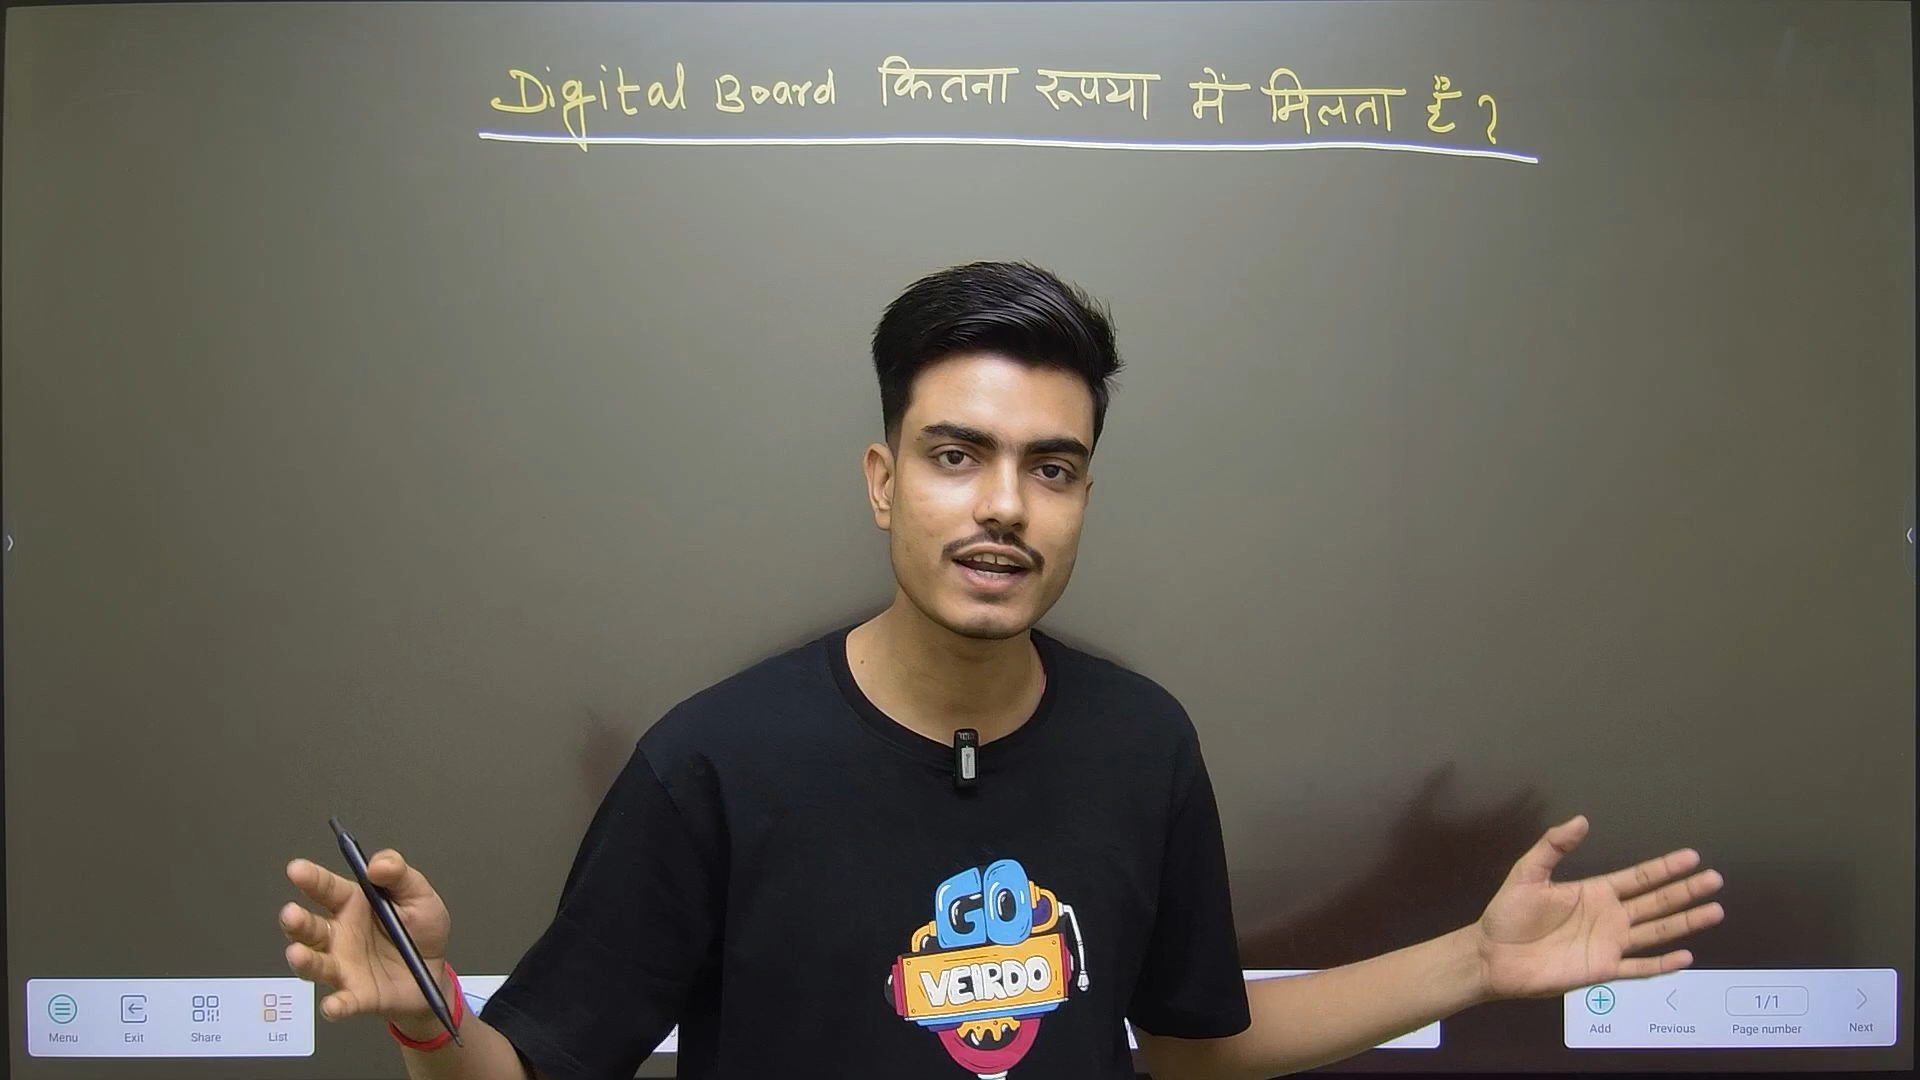 Digital Board कितना रूपया में मिलता हैं ?
GO
VEIRDO
Menu Exit Share List
Add Previous 1/1 Page number Next